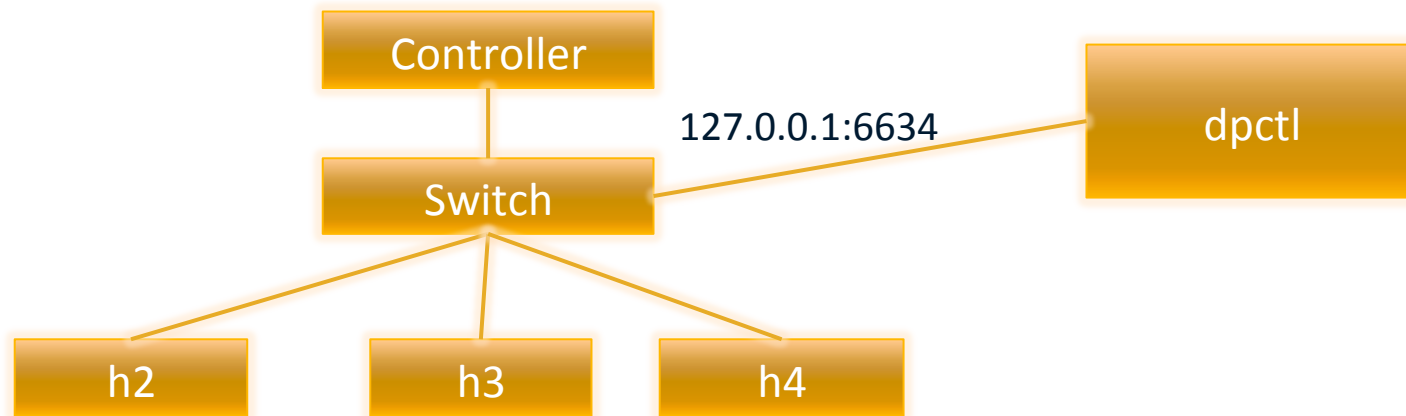 Controller
127.0.0.1:6634
dpctl
Switch
h2
h3
h4